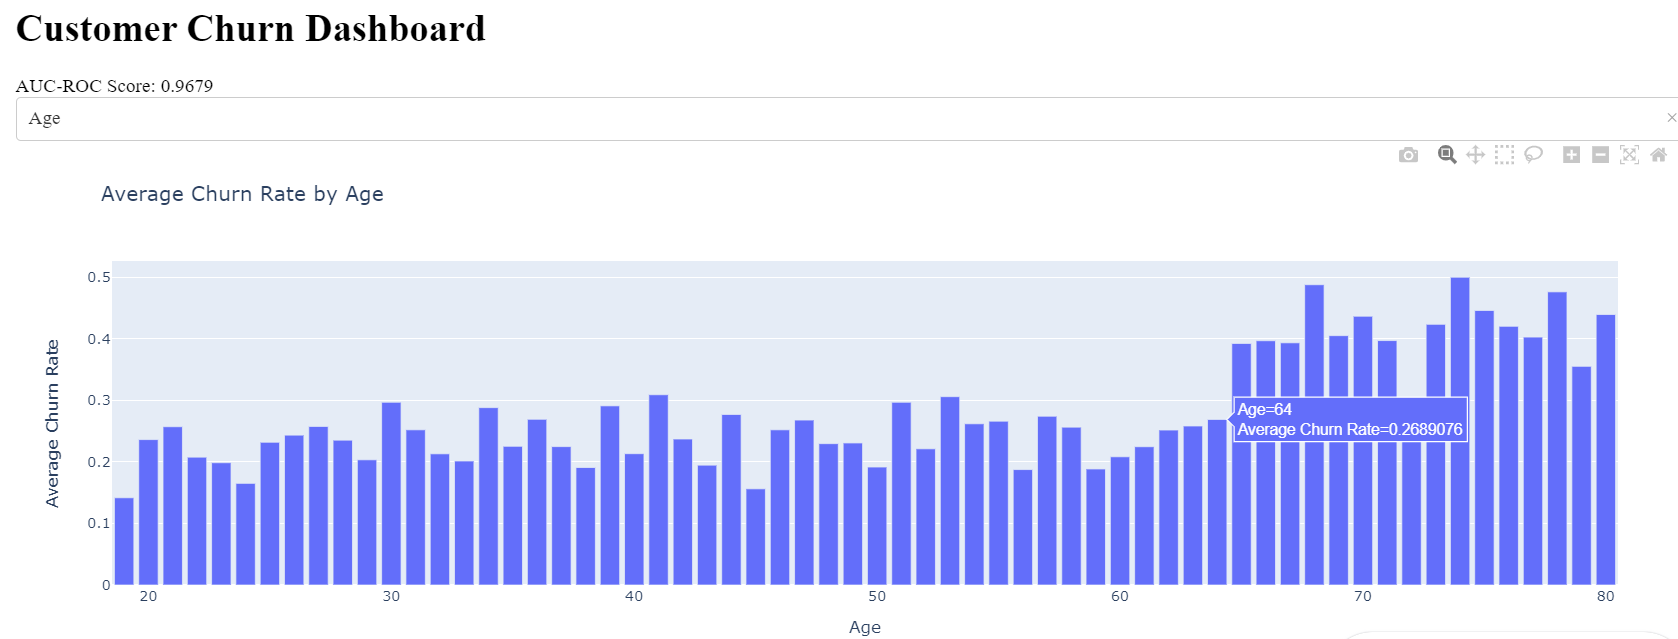 Customer Churn Dashboard
AUC-ROC Score: 0.9679
Age
×
Average Churn Rate by Age
0.5
0.4
0.3
0.2
0.1
0
Average Churn Rate
Age=64
Average Churn Rate=0.2689076
20 30 40 50 60 70 80
Age